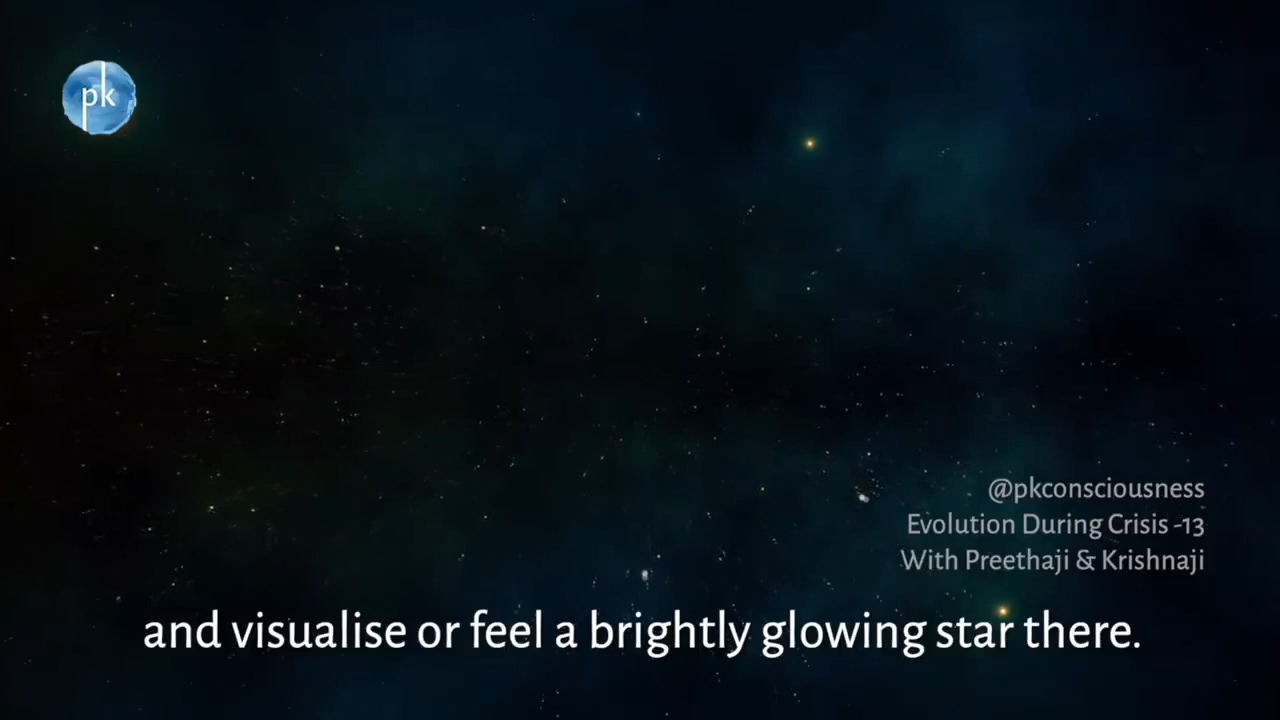 pk
@pkconsciousness
Evolution During Crisis -13
With Preethaji & Krishnaji
and visualise or feel a brightly glowing star there.